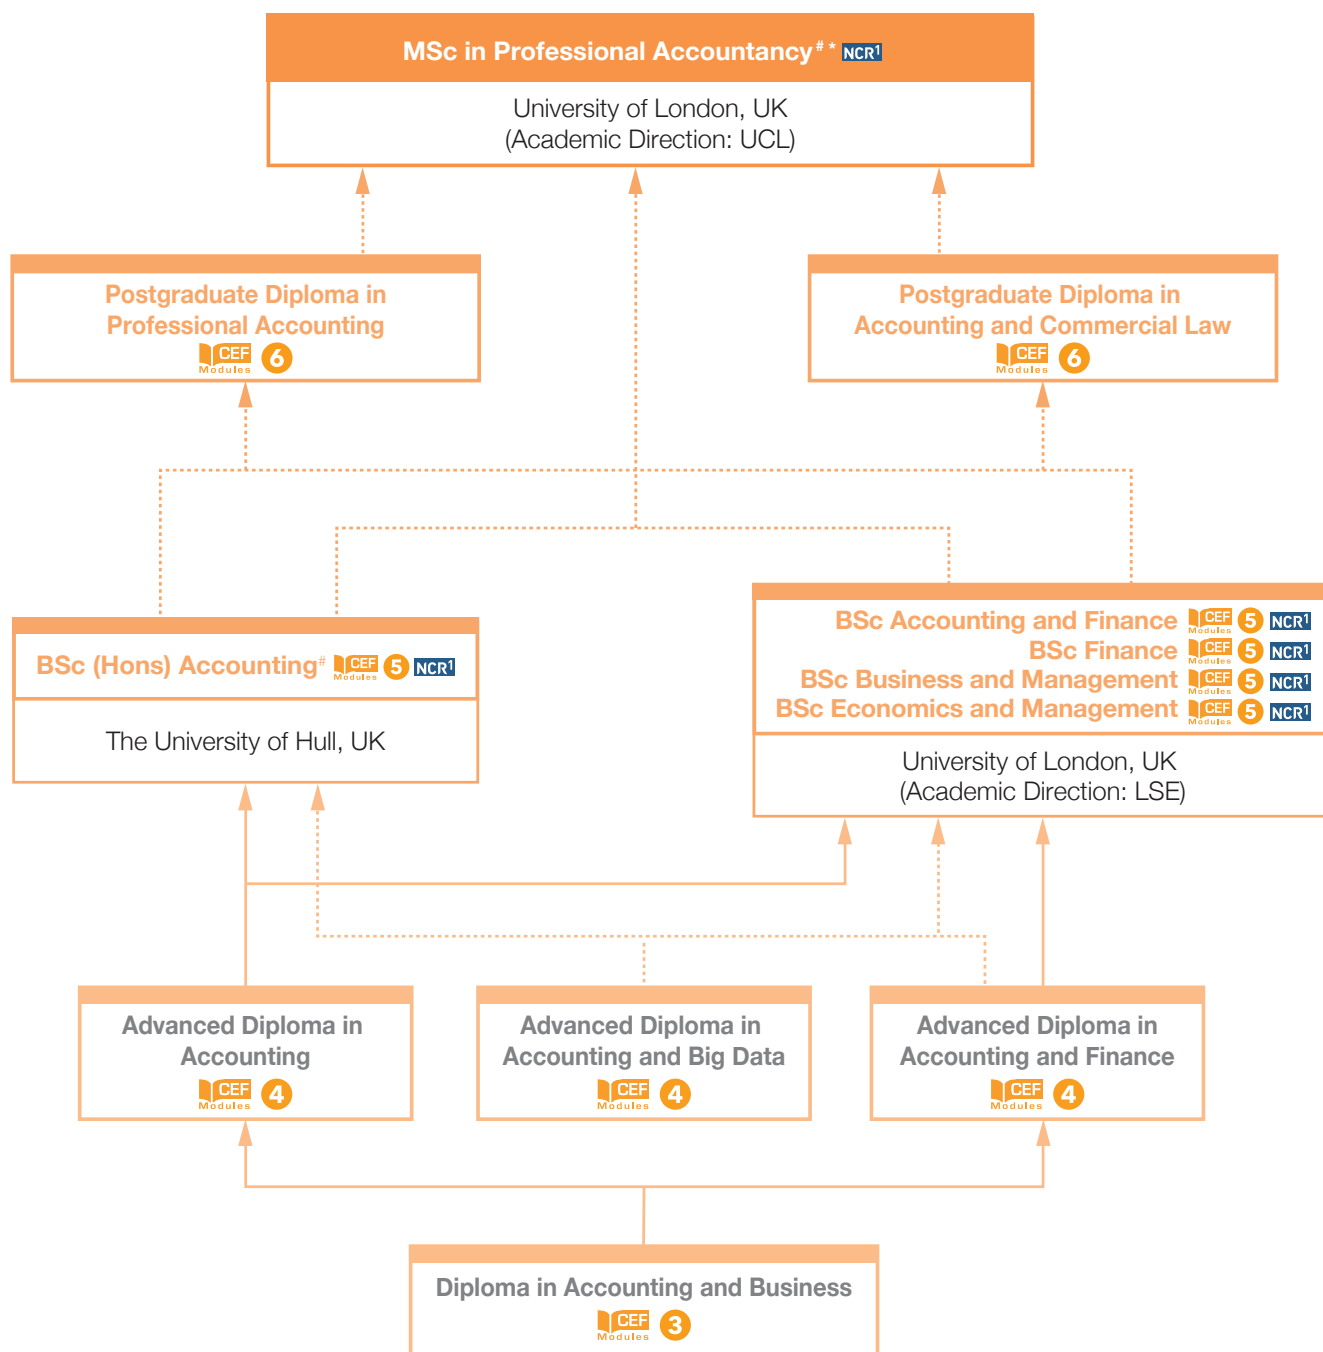 MSc in Professional Accountancy# * NCR1
University of London, UK
(Academic Direction: UCL)
Postgraduate Diploma in
Professional Accounting
CEF Modules 6
Postgraduate Diploma in
Accounting and Commercial Law
CEF Modules 6
BSc (Hons) Accounting# CEF Modules 5 NCR1
The University of Hull, UK
BSc Accounting and Finance CEF Modules 5 NCR1
BSc Finance CEF Modules 5 NCR1
BSc Business and Management CEF Modules 5 NCR1
BSc Economics and Management CEF Modules 5 NCR1
University of London, UK
(Academic Direction: LSE)
Advanced Diploma in
Accounting
CEF Modules 4
Advanced Diploma in
Accounting and Big Data
CEF Modules 4
Advanced Diploma in
Accounting and Finance
CEF Modules 4
Diploma in Accounting and Business
CEF Modules 3